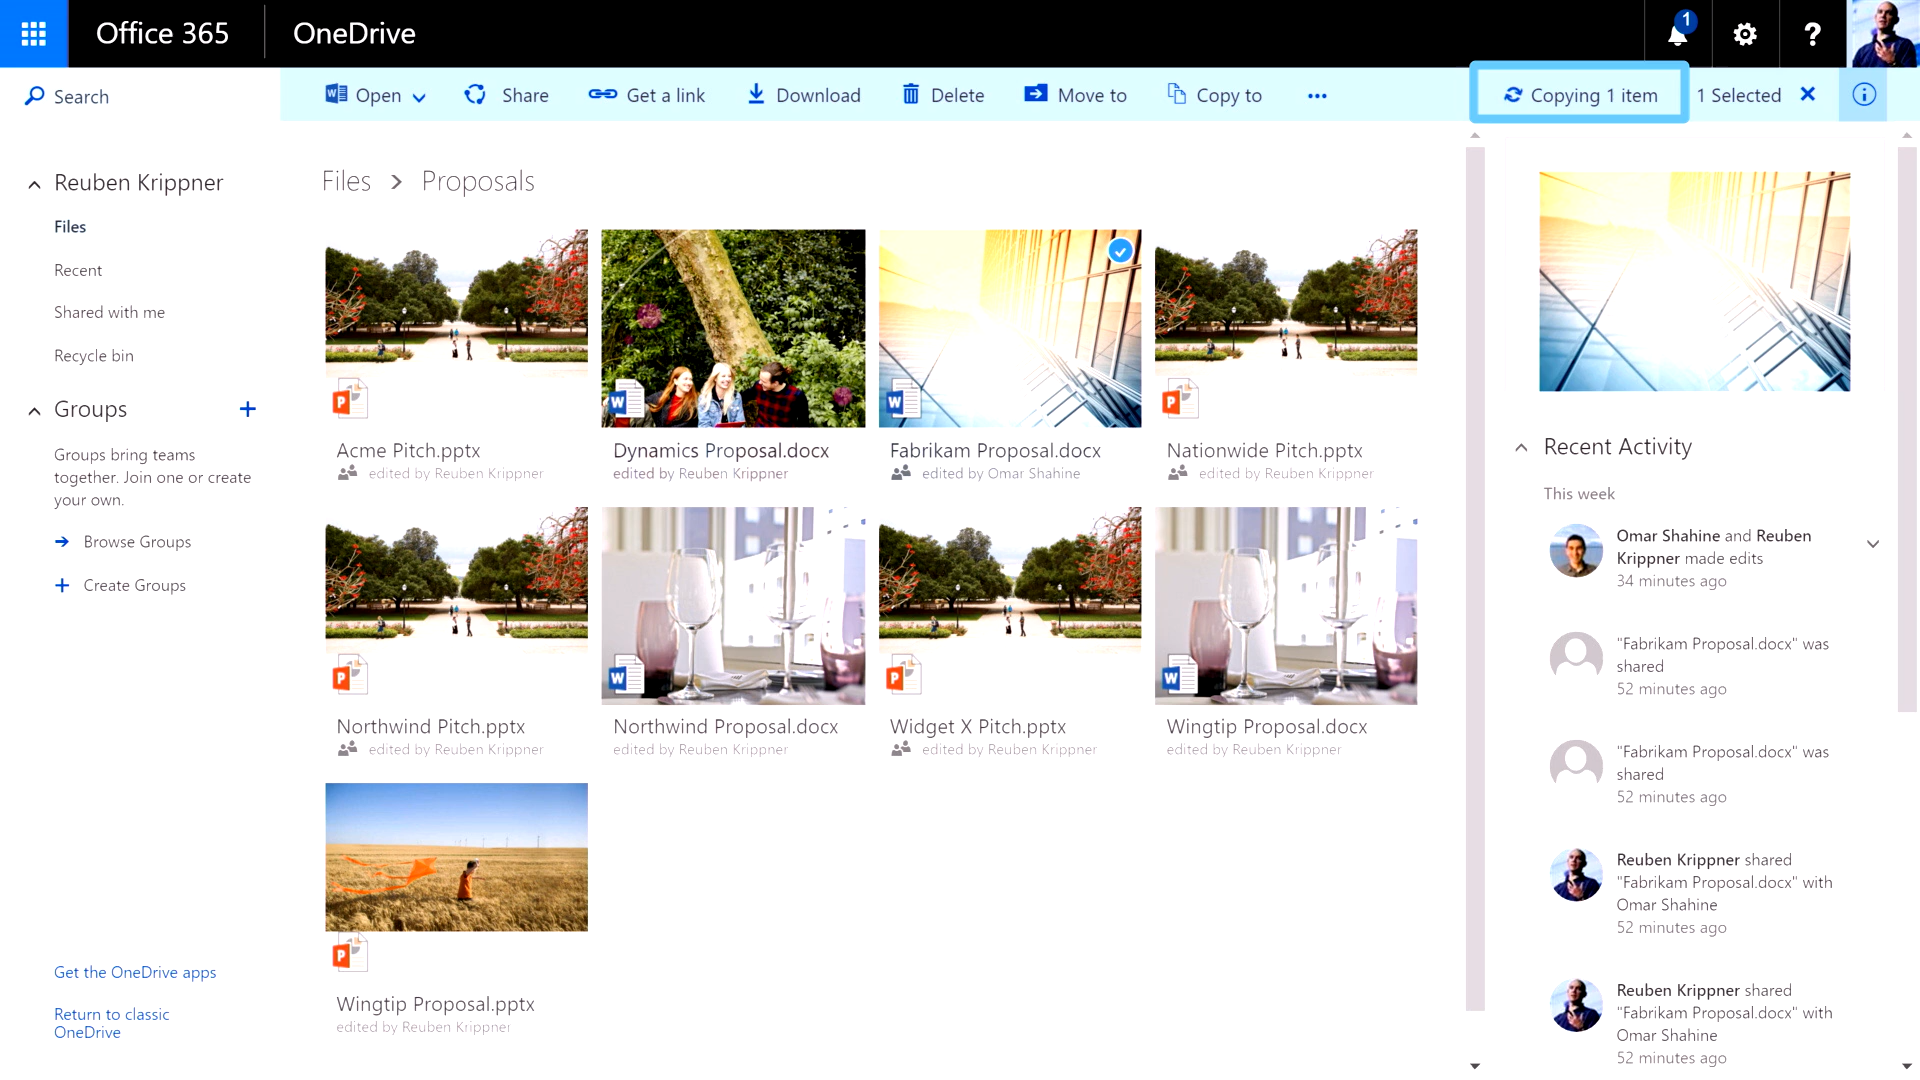 Office 365
OneDrive
1
?
Search
Open
Share
Get a link
Download
Delete
Move to
Copy to
Copying 1 item
1 Selected
Reuben Krippner
Files
Recent
Shared with me
Recycle bin
Groups
Groups bring teams
together. Join one or create
your own.
Browse Groups
Create Groups
Get the OneDrive apps
Return to classic
OneDrive
Files > Proposals
Acme Pitch.pptx
edited by Reuben Krippner
Dynamics Proposal.docx
edited by Reuben Krippner
Fabrikam Proposal.docx
edited by Omar Shahine
Nationwide Pitch.pptx
edited by Reuben Krippner
Northwind Pitch.pptx
edited by Reuben Krippner
Northwind Proposal.docx
edited by Reuben Krippner
Widget X Pitch.pptx
edited by Reuben Krippner
Wingtip Proposal.docx
edited by Reuben Krippner
Wingtip Proposal.pptx
edited by Reuben Krippner
Recent Activity
This week
Omar Shahine and Reuben
Krippner made edits
34 minutes ago
"Fabrikam Proposal.docx" was
shared
52 minutes ago
"Fabrikam Proposal.docx" was
shared
52 minutes ago
Reuben Krippner shared
"Fabrikam Proposal.docx" with
Omar Shahine
52 minutes ago
Reuben Krippner shared
"Fabrikam Proposal.docx" with
Omar Shahine
52 minutes ago